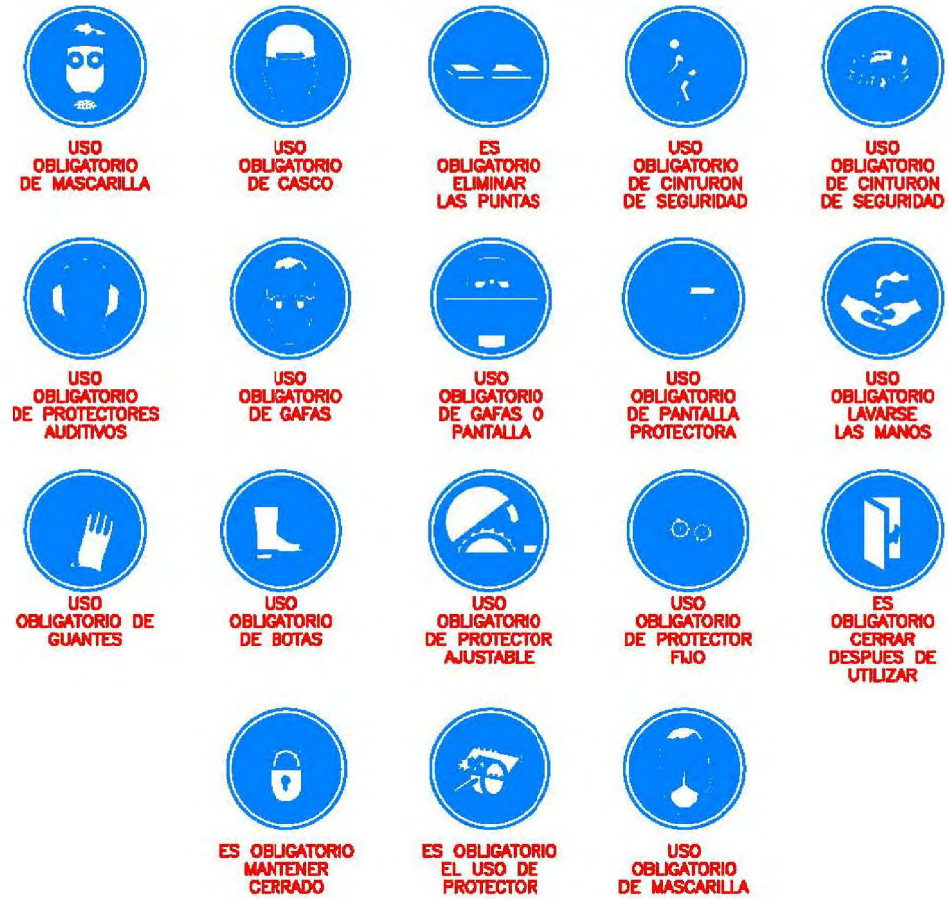 USO
OBLIGATORIO
DE MASCARILLA
USO
OBLIGATORIO
DE CASCO
ES
OBLIGATORIO
ELIMINAR
LAS PUNTAS
USO
OBLIGATORIO
DE CINTURON
DE SEGURIDAD
USO
OBLIGATORIO
DE CINTURON
DE SEGURIDAD
USO
OBLIGATORIO
DE PROTECTORES
AUDITIVOS
USO
OBLIGATORIO
DE GAFAS
USO
OBLIGATORIO
DE GAFAS O
PANTALLA
USO
OBLIGATORIO
DE PANTALLA
PROTECTORA
USO
OBLIGATORIO
LAVARSE
LAS MANOS
USO
OBLIGATORIO DE
GUANTES
USO
OBLIGATORIO
DE BOTAS
USO
OBLIGATORIO
DE PROTECTOR
AJUSTABLE
USO
OBLIGATORIO
DE PROTECTOR
FIJO
ES
OBLIGATORIO
CERRAR
DESPUES DE
UTILIZAR
ES OBLIGATORIO
MANTENER
CERRADO
ES OBLIGATORIO
EL USO DE
PROTECTOR
USO
OBLIGATORIO
DE MASCARILLA